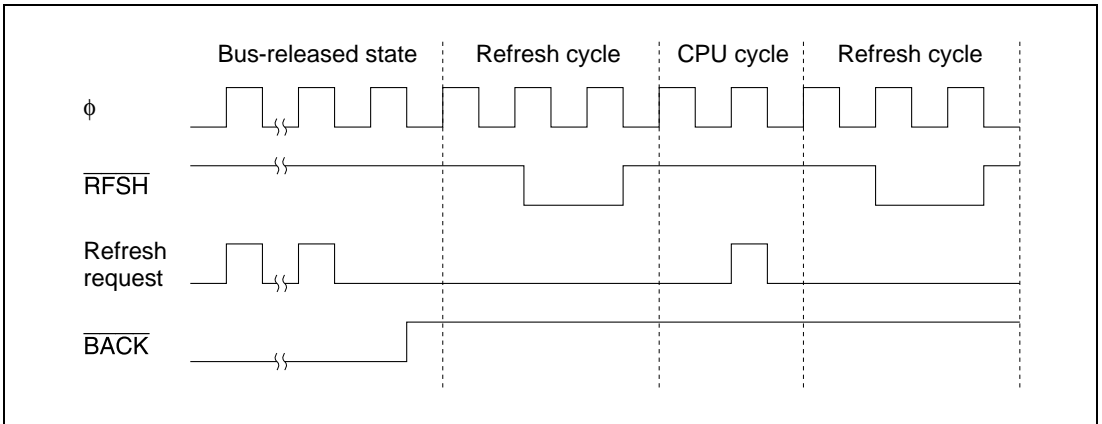 Bus-released state Refresh cycle CPU cycle Refresh cycle
ϕ
RFSH
Refresh
request
BACK